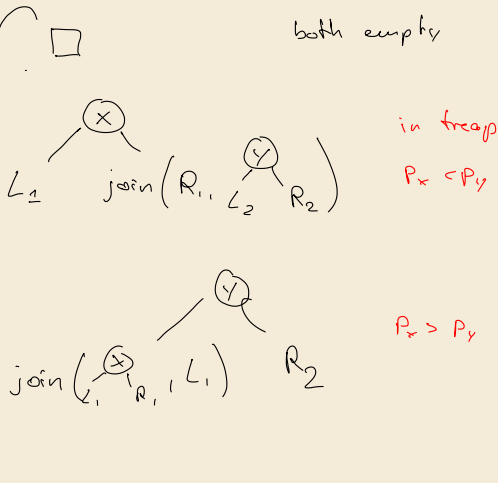 both empty
X
in treap
L1 join(R1, Y L2 R2)
Px < Py
Y
Px > Py
join(X L1 R1, L1) R2